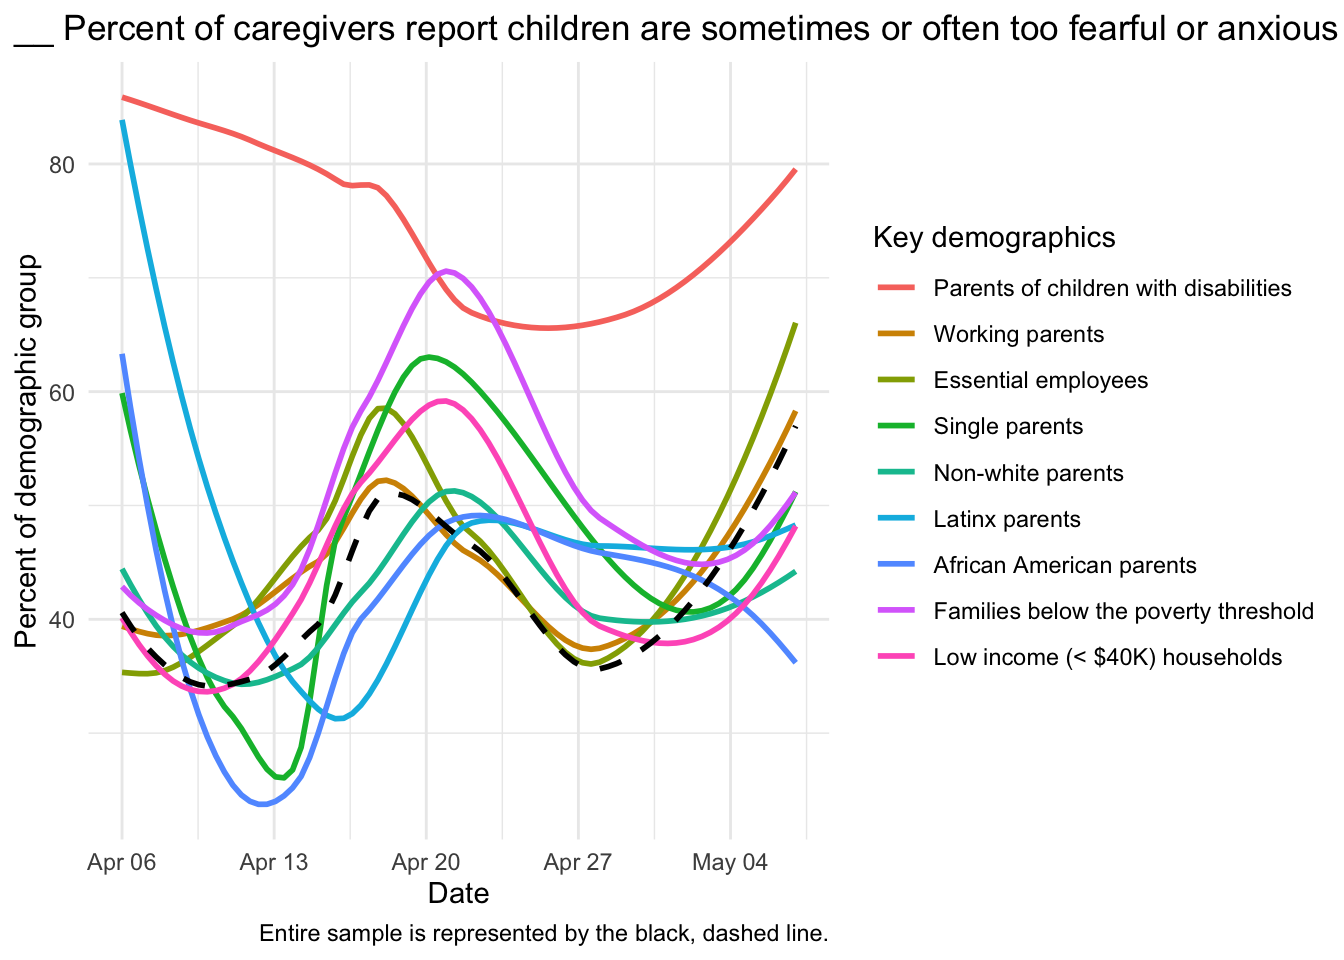 __ Percent of caregivers report children are sometimes or often too fearful or anxious
Percent of demographic group
80
60
40
Apr 06
Apr 13
Apr 20
Apr 27
May 04
Date
Key demographics
Parents of children with disabilities
Working parents
Essential employees
Single parents
Non-white parents
Latinx parents
African American parents
Families below the poverty threshold
Low income (< $40K) households
Entire sample is represented by the black, dashed line.